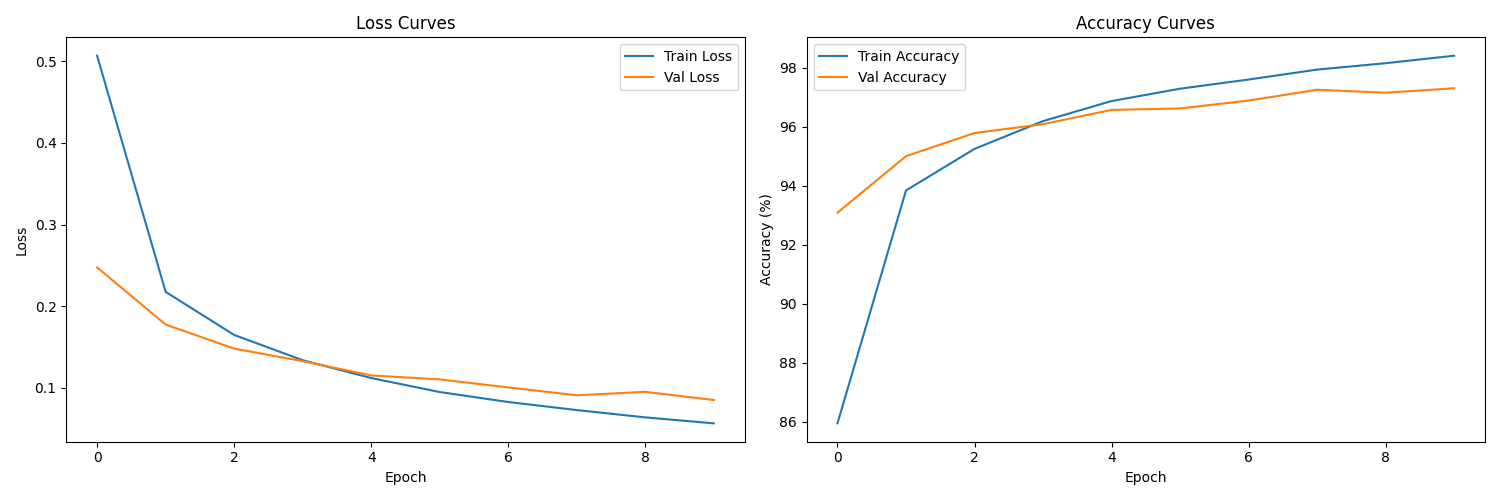 Loss Curves
Train Loss
Val Loss
0.5
0.4
0.3
0.2
0.1
Loss
0 2 4 6 8
Epoch
Accuracy Curves
Train Accuracy
Val Accuracy
98
96
94
92
90
88
86
Accuracy (%)
0 2 4 6 8
Epoch